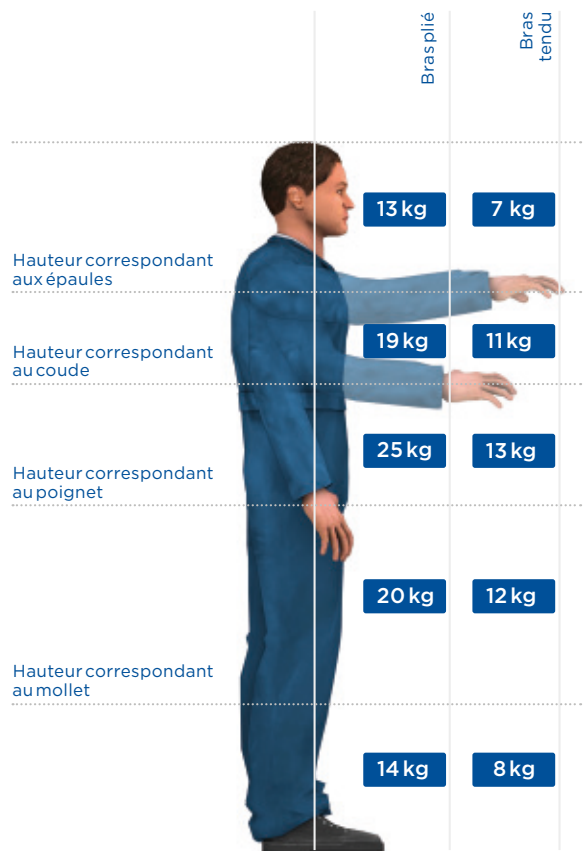 Bras plié
Bras
tendu
13 kg
7 kg
Hauteur correspondant
aux épaules
19 kg
11 kg
Hauteur correspondant
au coude
25 kg
13 kg
Hauteur correspondant
au poignet
20 kg
12 kg
Hauteur correspondant
au mollet
14 kg
8 kg